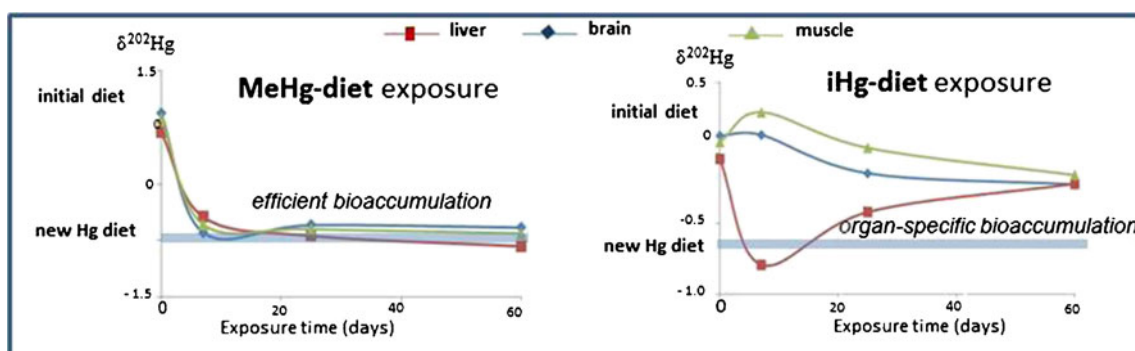 liver brain muscle
δ²⁰²Hg
1.5
MeHg-diet exposure
initial diet
0
efficient bioaccumulation
new Hg diet
-1.5
0 20 40 60
Exposure time (days)
δ²⁰²Hg
0.5
iHg-diet exposure
initial diet
0
-0.5
organ-specific bioaccumulation
new Hg diet
-1.0
0 20 40 60
Exposure time (days)